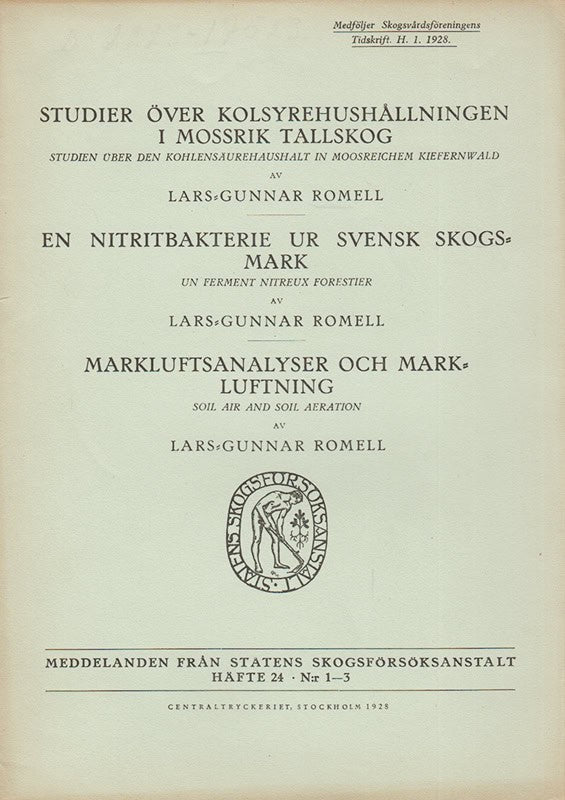 Medföljer Skogsvårdsföreningens
Tidskrift. H. 1. 1928.
STUDIER ÖVER KOLSYREHUSHÅLLNINGEN
I MOSSRIK TALLSKOG
STUDIEN ÜBER DEN KOHLENSÄUREHAUSHALT IN MOOSREICHEM KIEFERNWALD
AV
LARS-GUNNAR ROMELL
EN NITRITBAKTERIE UR SVENSK SKOGS-
MARK
UN FERMENT NITREUX FORESTIER
AV
LARS-GUNNAR ROMELL
MARKLUFTSANALYSER OCH MARK-
LUFTNING
SOIL AIR AND SOIL AERATION
AV
LARS-GUNNAR ROMELL
STATENS SKOGSFÖRSÖKSANSTALT
MEDDELANDEN FRÅN STATENS SKOGSFÖRSÖKSANSTALT
HÄFTE 24 · N:r 1—3
CENTRALTRYCKERIET, STOCKHOLM 1928